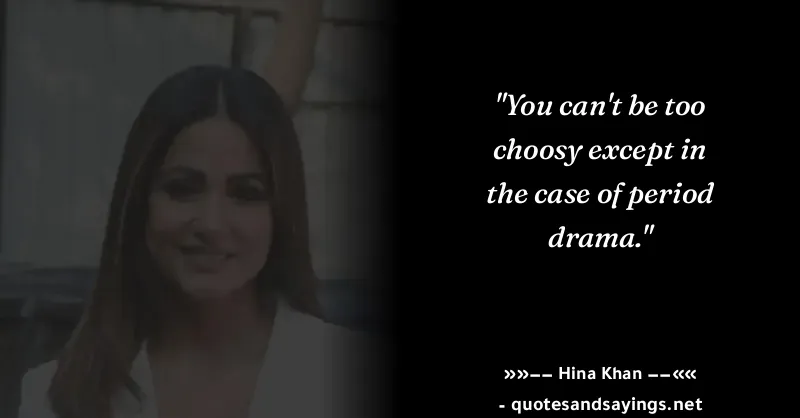 "You can't be too
choosy except in
the case of period
drama."
»»–– Hina Khan ––««
- quotesandsayings.net